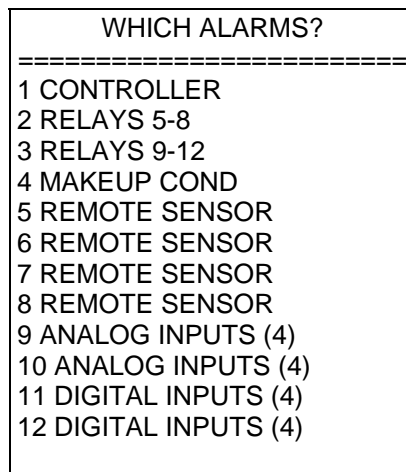 WHICH ALARMS?
=========================
1 CONTROLLER
2 RELAYS 5-8
3 RELAYS 9-12
4 MAKEUP COND
5 REMOTE SENSOR
6 REMOTE SENSOR
7 REMOTE SENSOR
8 REMOTE SENSOR
9 ANALOG INPUTS (4)
10 ANALOG INPUTS (4)
11 DIGITAL INPUTS (4)
12 DIGITAL INPUTS (4)